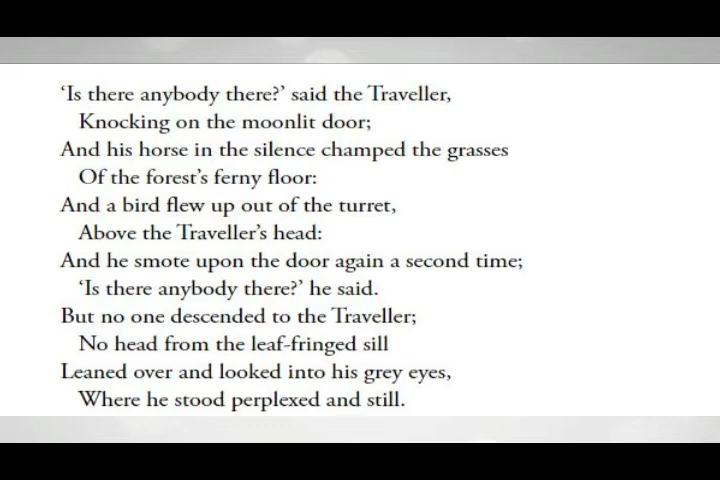 ‘Is there anybody there?’ said the Traveller,
Knocking on the moonlit door;
And his horse in the silence champed the grasses
Of the forest’s ferny floor:
And a bird flew up out of the turret,
Above the Traveller’s head:
And he smote upon the door again a second time;
‘Is there anybody there?’ he said.
But no one descended to the Traveller;
No head from the leaf-fringed sill
Leaned over and looked into his grey eyes,
Where he stood perplexed and still.